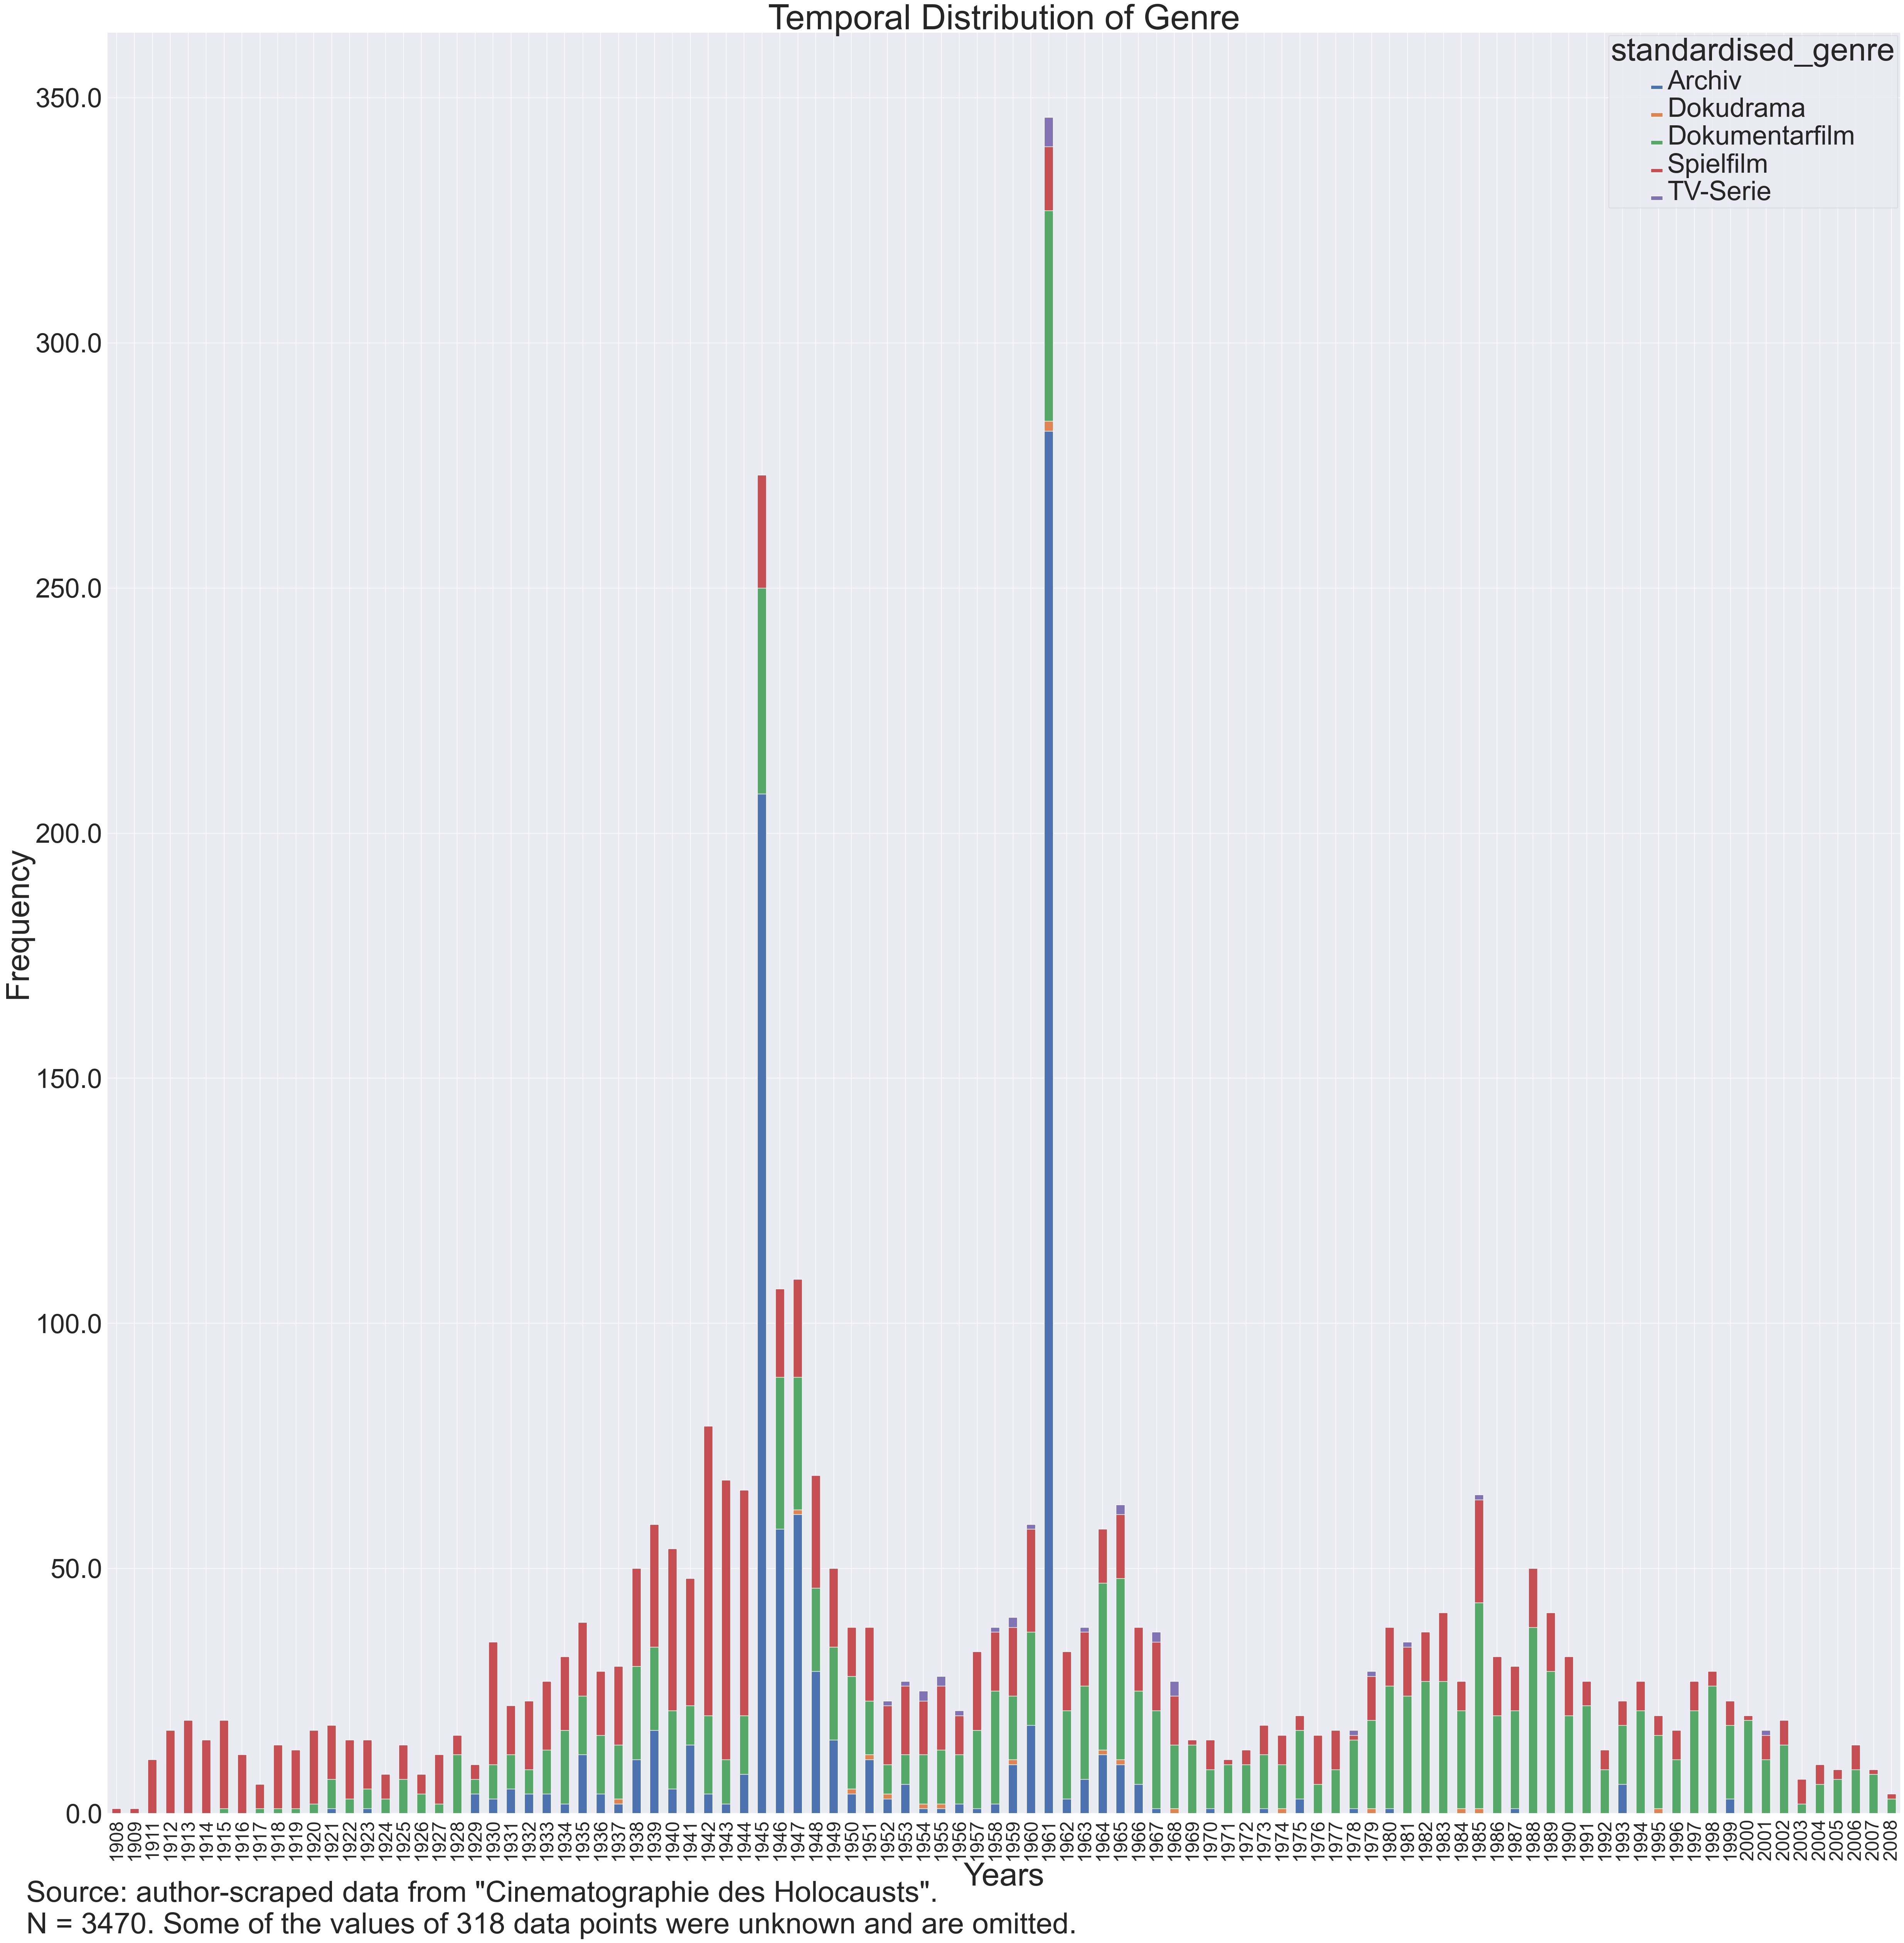 Temporal Distribution of Genre
standardised_genre
Archiv
Dokudrama
Dokumentarfilm
Spielfilm
TV-Serie
350.0
300.0
250.0
200.0
150.0
100.0
50.0
0.0
Frequency
1908 1909 1911 1912 1913 1914 1915 1916 1917 1918 1919 1920 1921 1922 1923 1924 1925 1926 1927 1928 1929 1930 1931 1932 1933 1934 1935 1936 1937 1938 1939 1940 1941 1942 1943 1944 1945 1946 1947 1948 1949 1950 1951 1952 1953 1954 1955 1956 1957 1958 1959 1960 1961 1962 1963 1964 1965 1966 1967 1968 1969 1970 1971 1972 1973 1974 1975 1976 1977 1978 1979 1980 1981 1982 1983 1984 1985 1986 1987 1988 1989 1990 1991 1992 1993 1994 1995 1996 1997 1998 1999 2000 2001 2002 2003 2004 2005 2006 2007 2008
Years
Source: author-scraped data from "Cinematographie des Holocausts".
N = 3470. Some of the values of 318 data points were unknown and are omitted.